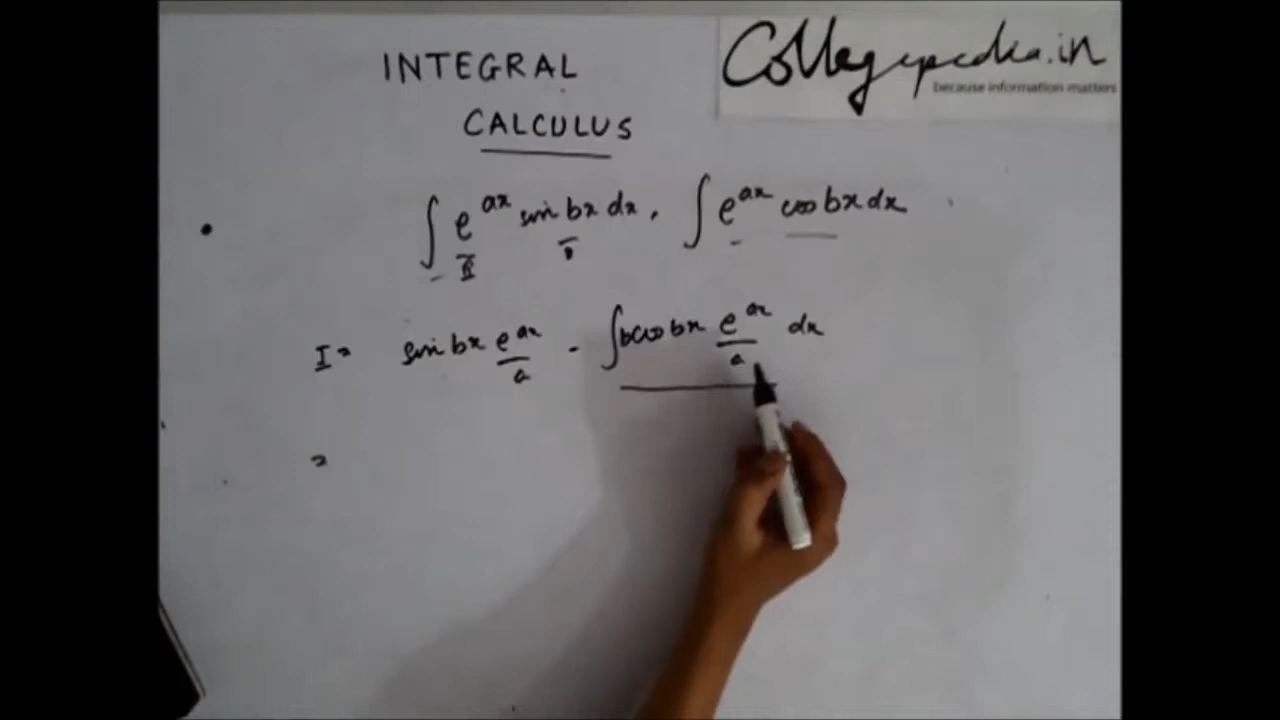 INTEGRAL
Collegepedia.in
because information matters
CALCULUS
∫ e^{ax} sin bx dx, ∫ e^{ax} cos bx dx
II I
I = sin bx e^{ax}/a - ∫ b cos bx e^{ax}/a dx
=